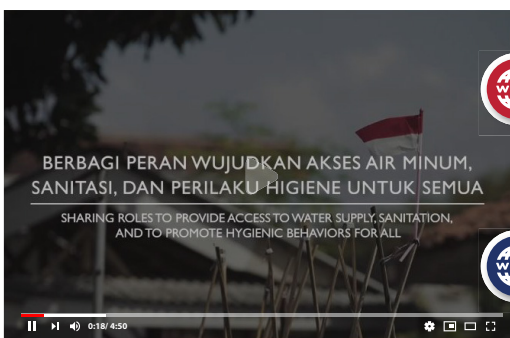 BERBAGI PERAN WUJUDKAN AKSES AIR MINUM,
SANITASI, DAN PERILAKU HIGIENE UNTUK SEMUA
SHARING ROLES TO PROVIDE ACCESS TO WATER SUPPLY, SANITATION,
AND TO PROMOTE HYGIENIC BEHAVIORS FOR ALL
W
W
0:18/ 4:50